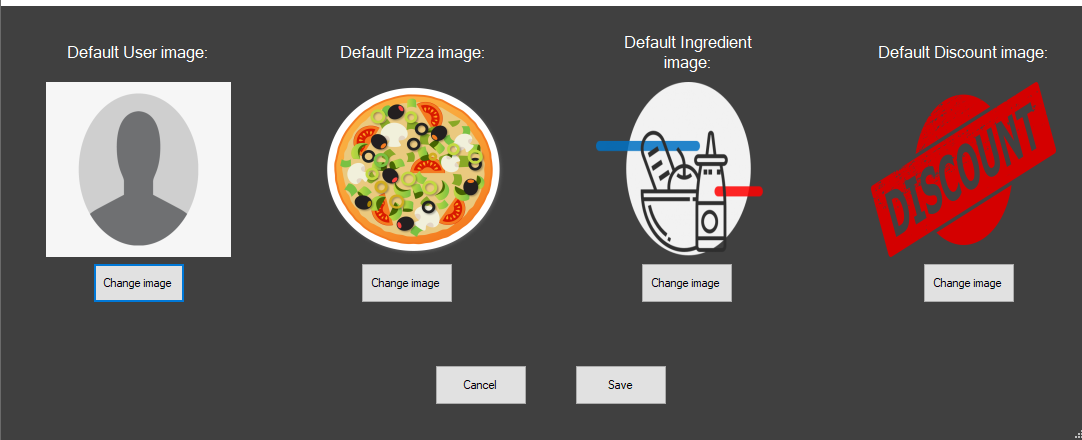 Default User image:
Default Pizza image:
Default Ingredient
image:
Default Discount image:
DISCOUNT
Change image
Change image
Change image
Change image
Cancel
Save